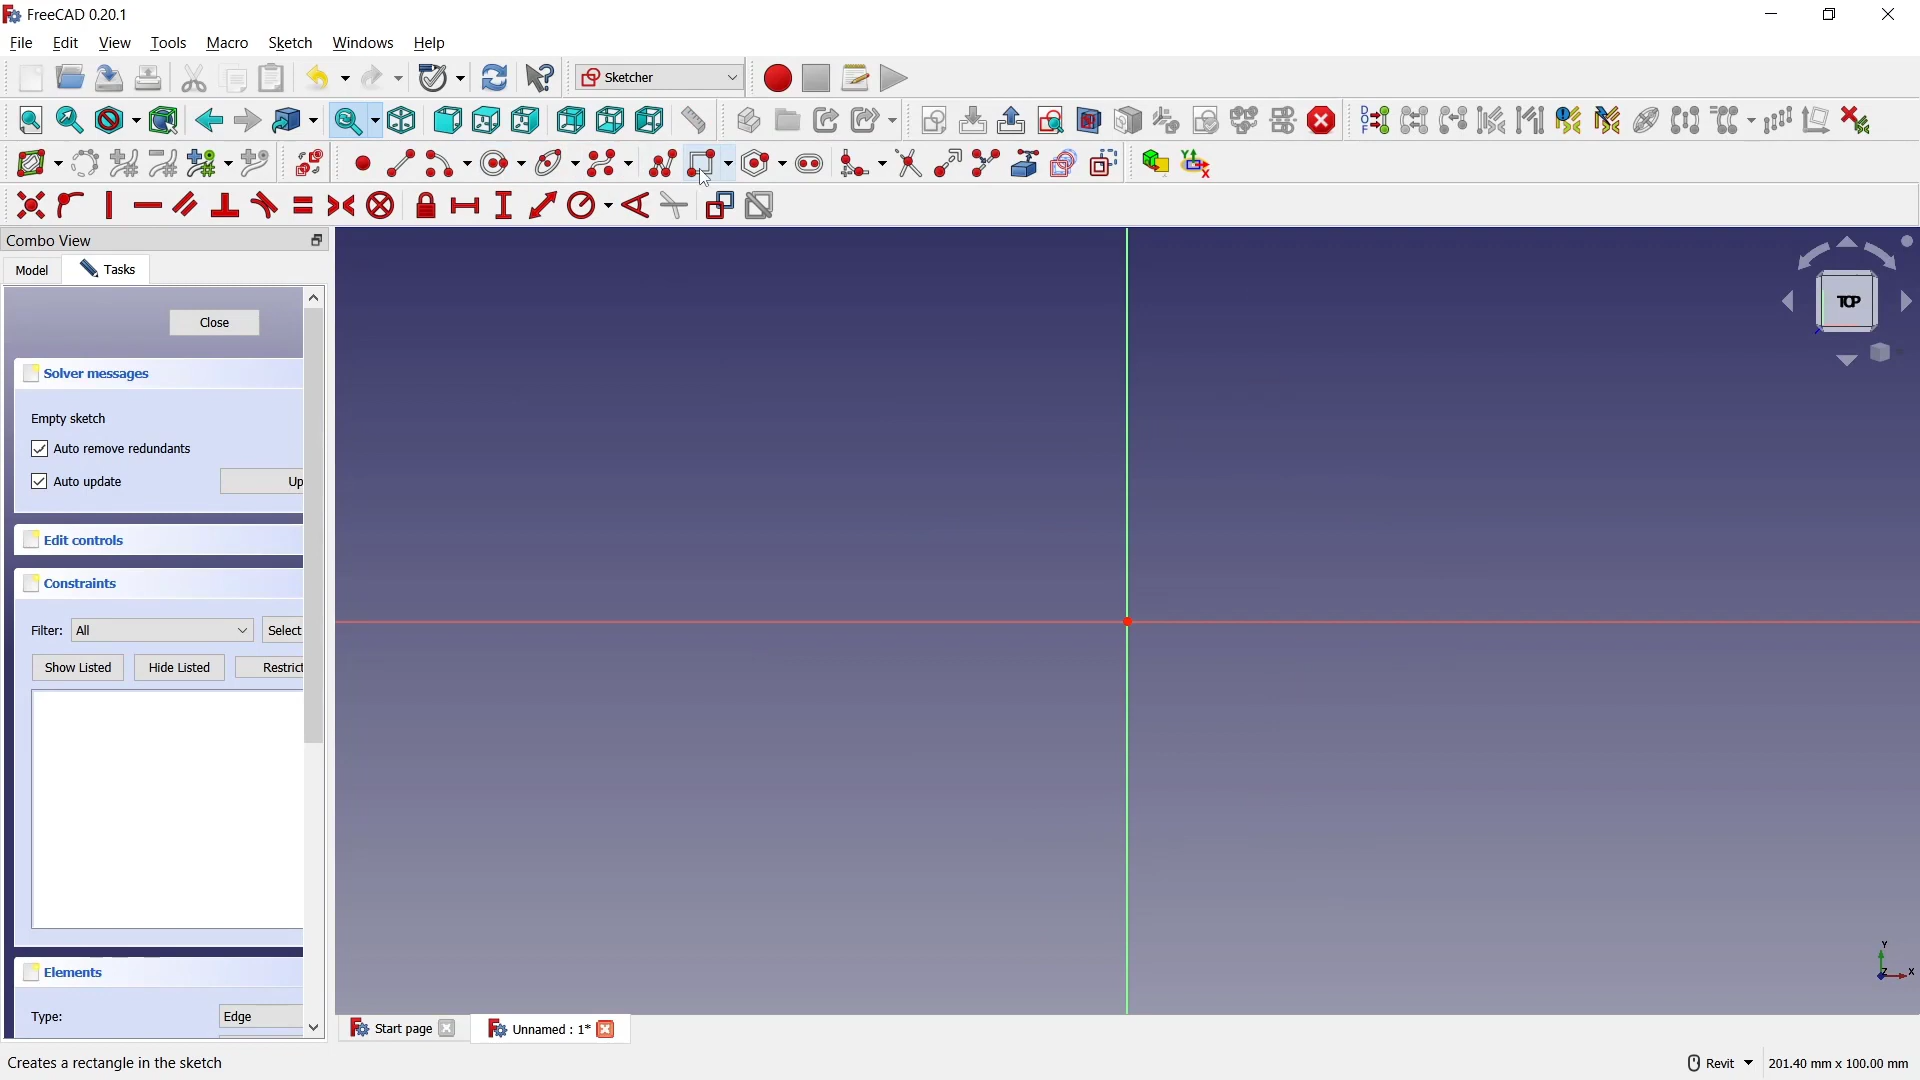 FreeCAD 0.20.1
File Edit View Tools Macro Sketch Windows Help
Sketcher
DOF
Combo View
Model Tasks
Close
Solver messages
Empty sketch
Auto remove redundants
Auto update Up
Edit controls
Constraints
Filter: All Select
Show Listed Hide Listed Restrict
Elements
Type: Edge
TOP
Y
Z X
Start page Unnamed : 1*
Creates a rectangle in the sketch Revit 201.40 mm x 100.00 mm